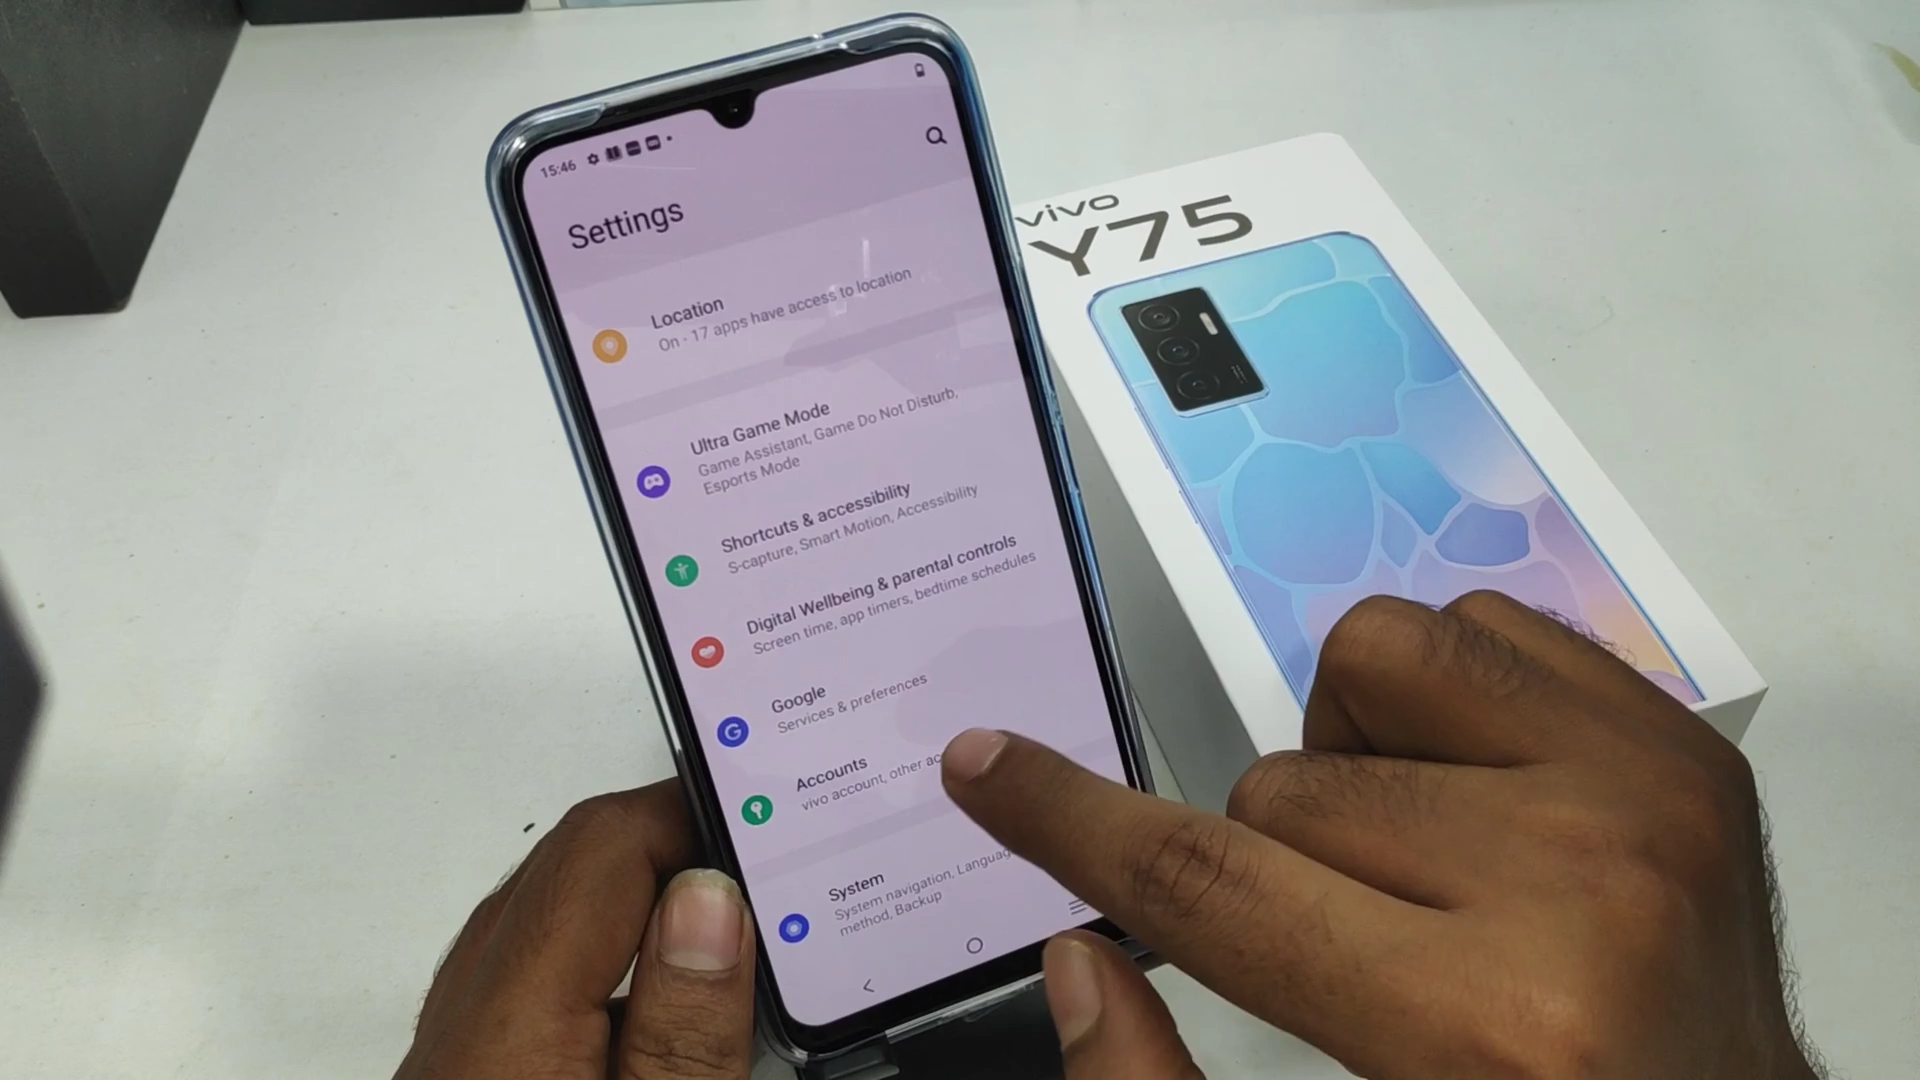 15:46
Settings
Location
On · 17 apps have access to location
Ultra Game Mode
Game Assistant, Game Do Not Disturb,
Esports Mode
Shortcuts & accessibility
S-capture, Smart Motion, Accessibility
Digital Wellbeing & parental controls
Screen time, app timers, bedtime schedules
Google
Services & preferences
Accounts
vivo account, other
System
System navigation,
method, Backup
vivo
Y75